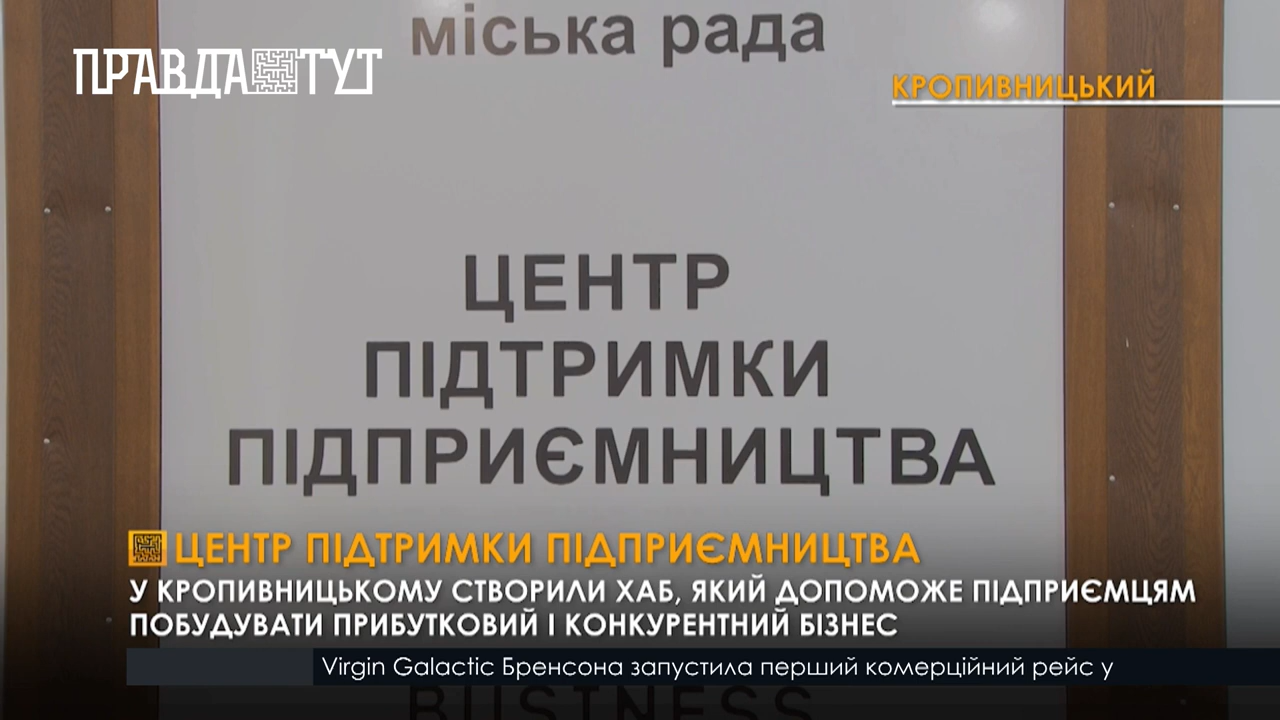 міська рада
ПРАВДА ТУТ
КРОПИВНИЦЬКИЙ
ЦЕНТР
ПІДТРИМКИ
ПІДПРИЄМНИЦТВА
ЦЕНТР ПІДТРИМКИ ПІДПРИЄМНИЦТВА
У КРОПИВНИЦЬКОМУ СТВОРИЛИ ХАБ, ЯКИЙ ДОПОМОЖЕ ПІДПРИЄМЦЯМ
ПОБУДУВАТИ ПРИБУТКОВИЙ І КОНКУРЕНТНИЙ БІЗНЕС
Virgin Galactic Бренсона запустила перший комерційний рейс у
BUSINESS